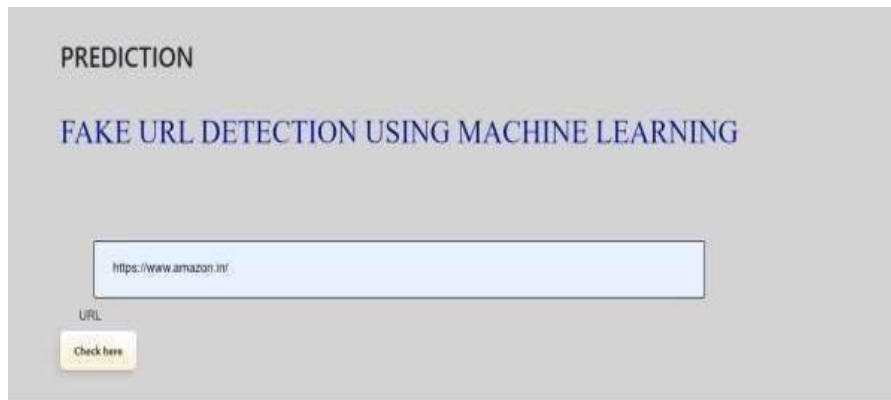 PREDICTION
FAKE URL DETECTION USING MACHINE LEARNING
https://www.amazon.in/
URL
Check here